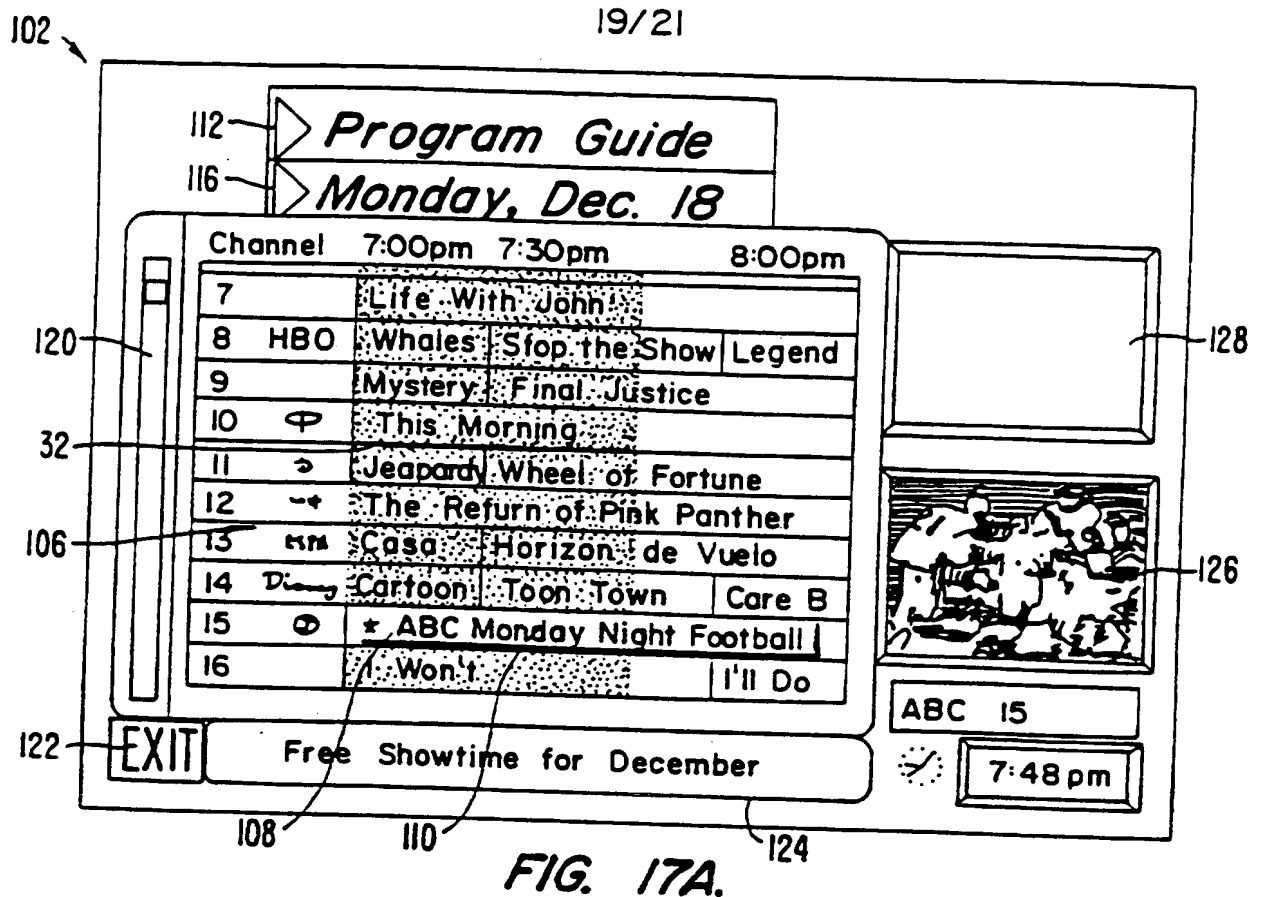 19/21
102
112 Program Guide
116 Monday, Dec. 18
Channel 7:00pm 7:30pm 8:00pm
7 Life With John
8 HBO Whales Stop the Show Legend
128
120
9 Mystery Final Justice
10 This Morning
32
11 Jeapardy Wheel of Fortune
12 The Return of Pink Panther
106
13 Casa Horizon de Vuelo
126
14 Cartoon Toon Town Care B
15 * ABC Monday Night Football
16 I Won't I'll Do
ABC 15
122 EXIT Free Showtime for December
7:48pm
108 110 124
FIG. 17A.